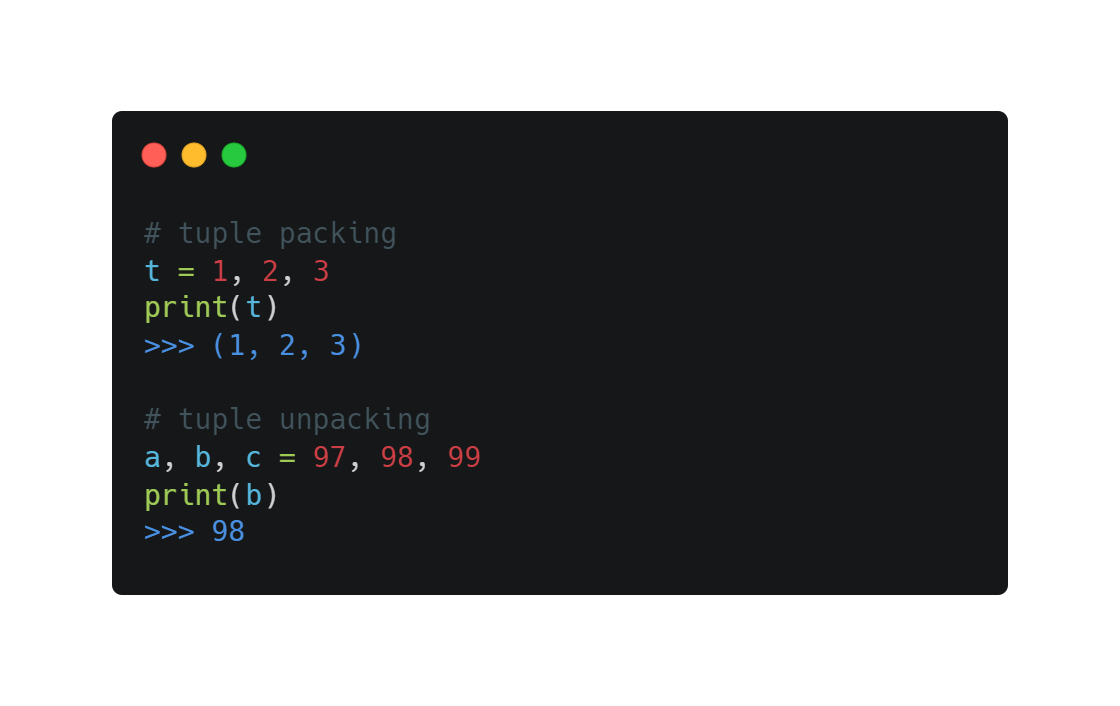 # tuple packing
t = 1, 2, 3
print(t)
>>> (1, 2, 3)
# tuple unpacking
a, b, c = 97, 98, 99
print(b)
>>> 98